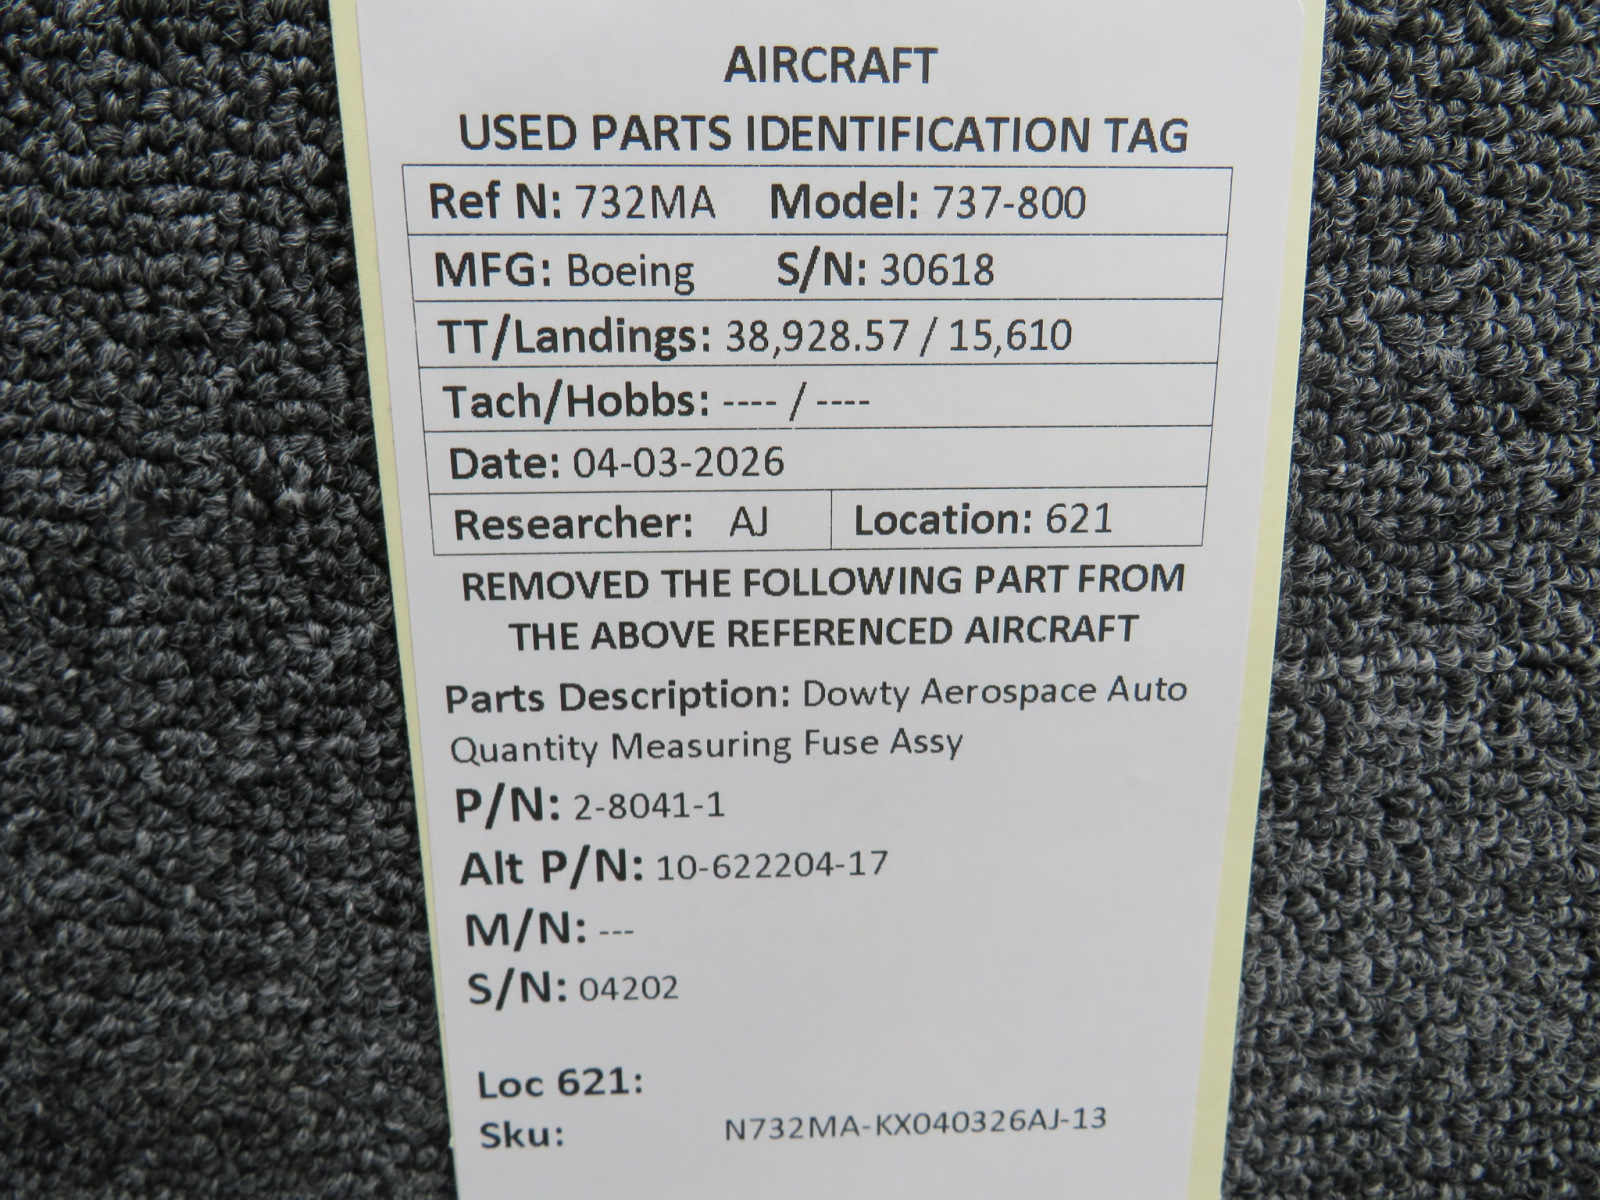 AIRCRAFT
USED PARTS IDENTIFICATION TAG
Ref N: 732MA Model: 737-800
MFG: Boeing S/N: 30618
TT/Landings: 38,928.57 / 15,610
Tach/Hobbs: ---- / ----
Date: 04-03-2026
Researcher: AJ Location: 621
REMOVED THE FOLLOWING PART FROM
THE ABOVE REFERENCED AIRCRAFT
Parts Description: Dowty Aerospace Auto
Quantity Measuring Fuse Assy
P/N: 2-8041-1
Alt P/N: 10-622204-17
M/N: ---
S/N: 04202
Loc 621:
Sku: N732MA-KX040326AJ-13